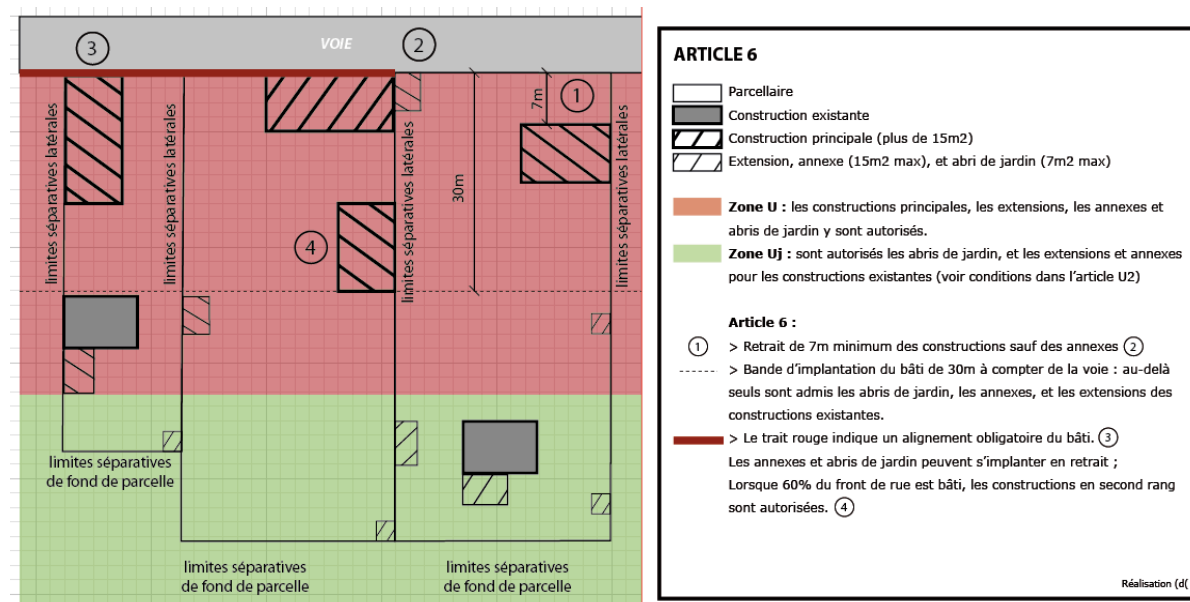 VOIE
3
2
1
7m
30m
4
limites séparatives latérales
limites séparatives latérales
limites séparatives latérales
limites séparatives latérales
limites séparatives
de fond de parcelle
limites séparatives
de fond de parcelle
limites séparatives
de fond de parcelle
ARTICLE 6
Parcellaire
Construction existante
Construction principale (plus de 15m2)
Extension, annexe (15m2 max), et abri de jardin (7m2 max)
Zone U : les constructions principales, les extensions, les annexes et
abris de jardin y sont autorisés.
Zone Uj : sont autorisés les abris de jardin, et les extensions et annexes
pour les constructions existantes (voir conditions dans l'article U2)
Article 6 :
1 > Retrait de 7m minimum des constructions sauf des annexes 2
> Bande d'implantation du bâti de 30m à compter de la voie : au-delà
seuls sont admis les abris de jardin, les annexes, et les extensions des
constructions existantes.
> Le trait rouge indique un alignement obligatoire du bâti. 3
Les annexes et abris de jardin peuvent s'implanter en retrait ;
Lorsque 60% du front de rue est bâti, les constructions en second rang
sont autorisées. 4
Réalisation (d(